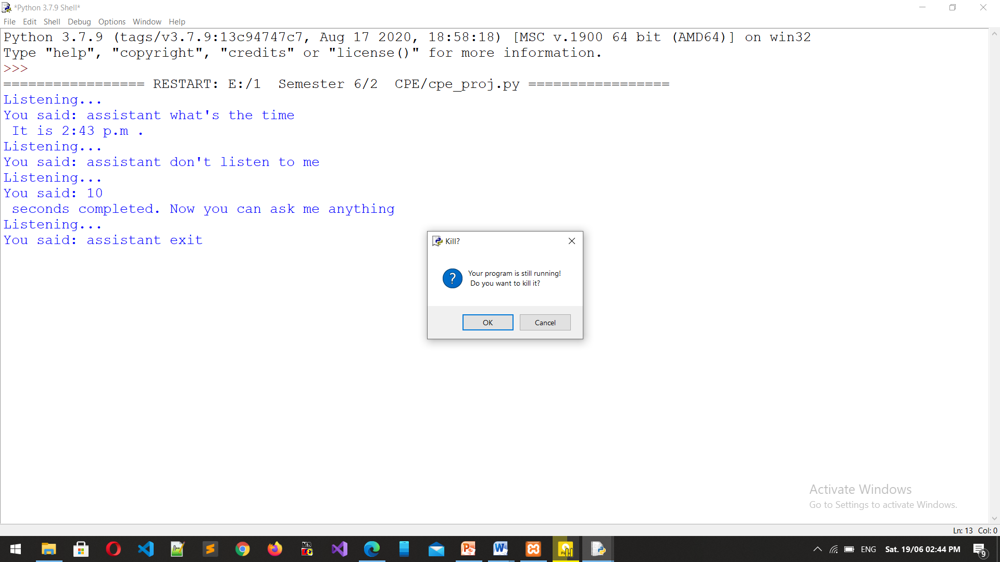 *Python 3.7.9 Shell*
File Edit Shell Debug Options Window Help
Python 3.7.9 (tags/v3.7.9:13c94747c7, Aug 17 2020, 18:58:18) [MSC v.1900 64 bit (AMD64)] on win32
Type "help", "copyright", "credits" or "license()" for more information.
>>>
================= RESTART: E:/1  Semester 6/2  CPE/cpe_proj.py =================
Listening...
You said: assistant what's the time
 It is 2:43 p.m .
Listening...
You said: assistant don't listen to me
Listening...
You said: 10
 seconds completed. Now you can ask me anything
Listening...
You said: assistant exit
Kill?
Your program is still running!
Do you want to kill it?
OK Cancel
Activate Windows
Go to Settings to activate Windows.
Ln: 13 Col: 0
ENG Sat. 19/06 02:44 PM 9